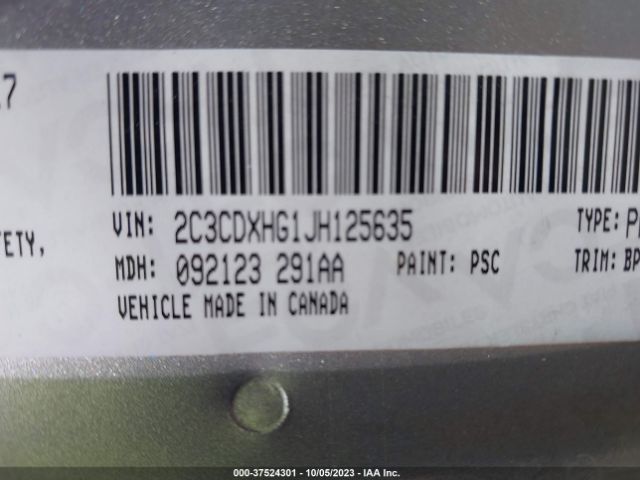 VIN: 2C3CDXHG1JH125635 TYPE:
ETY,
MDH: 092123 291AA PAINT: PSC TRIM: BP
VEHICLE MADE IN CANADA
000-37524301 - 10/05/2023 - IAA Inc.